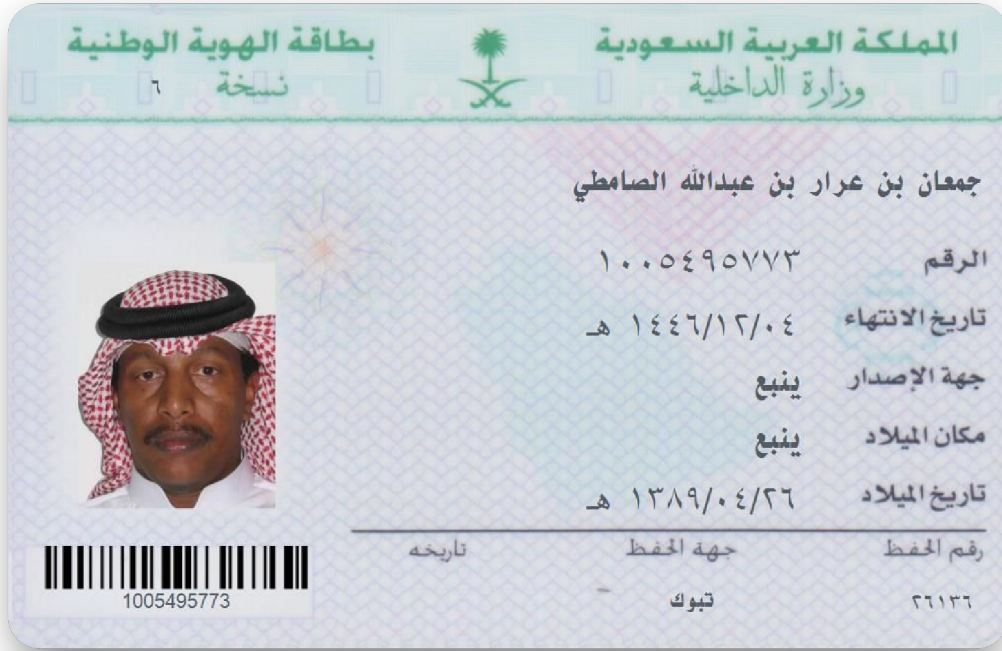 المملكة العربية السعودية
وزارة الداخلية
بطاقة الهوية الوطنية
نسخة ٦
جمعان بن عرار بن عبدالله الصامطي
الرقم ١٠٠٥٤٩٥٧٧٣
تاريخ الانتهاء ١٤٤٦/١٢/٠٤ هـ
جهة الإصدار ينبع
مكان الميلاد ينبع
تاريخ الميلاد ١٣٨٩/٠٤/٢٦ هـ
رقم الحفظ جهة الحفظ تاريخه
٢٦١٣٦ تبوك
1005495773